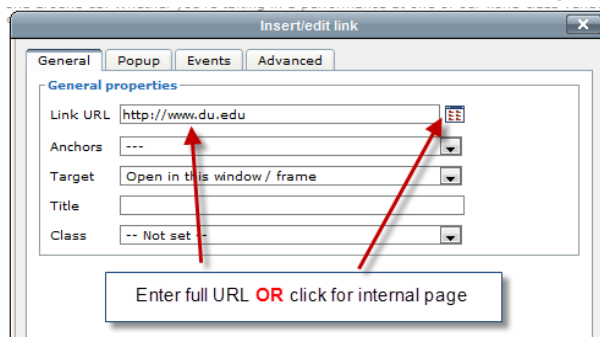 Insert/edit link
General Popup Events Advanced
General properties
Link URL http://www.du.edu
Anchors ---
Target Open in this window / frame
Title
Class -- Not set --
Enter full URL OR click for internal page